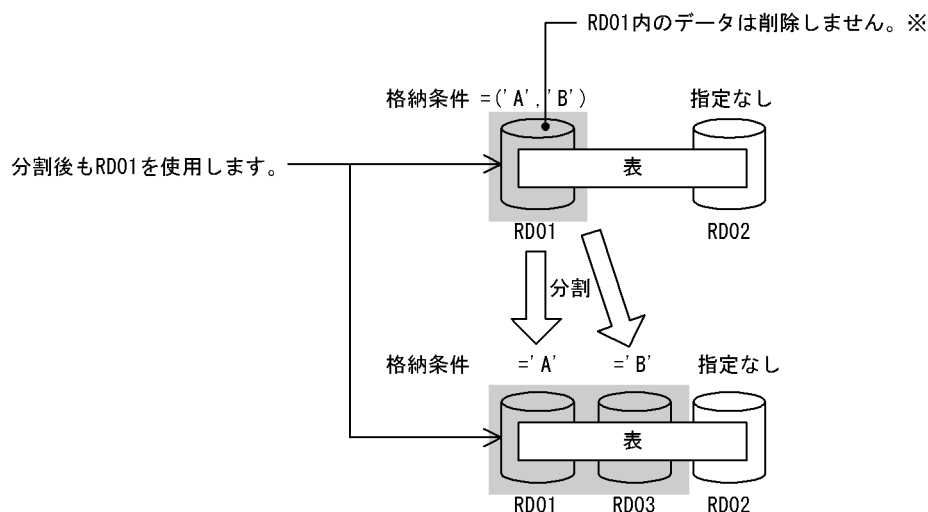 RD01内のデータは削除しません。※
格納条件 =('A','B')
指定なし
分割後もRD01を使用します。
表
RD01
RD02
分割
格納条件
='A'
='B'
指定なし
表
RD01
RD03
RD02